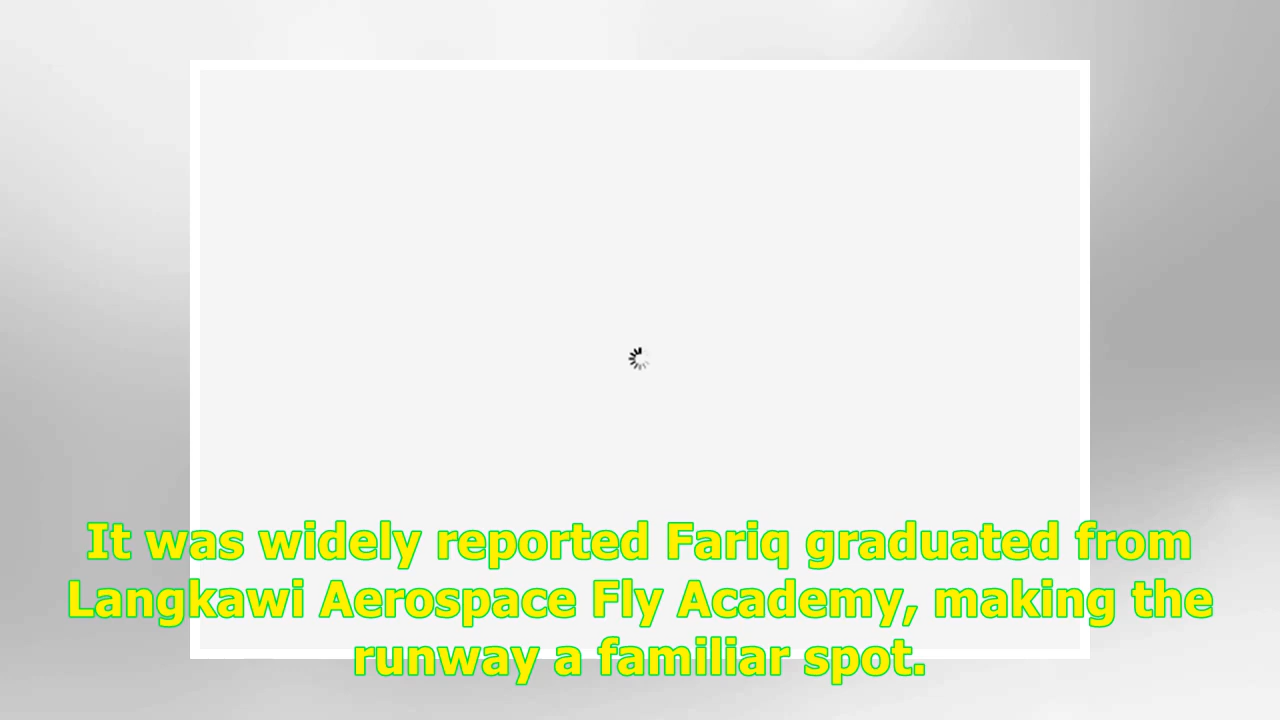 It was widely reported Fariq graduated from
Langkawi Aerospace Fly Academy, making the
runway a familiar spot.